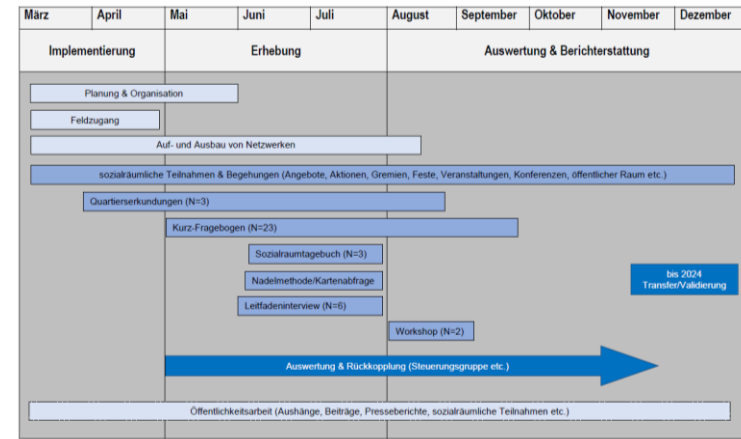 März April Mai Juni Juli August September Oktober November Dezember
Implementierung Erhebung Auswertung & Berichterstattung
Planung & Organisation
Feldzugang
Auf- und Ausbau von Netzwerken
sozialräumliche Teilnahmen & Begehungen (Angebote, Aktionen, Gremien, Feste, Veranstaltungen, Konferenzen, öffentlicher Raum etc.)
Quartierserkundungen (N=3)
Kurz-Fragebogen (N=23)
Sozialraumtagebuch (N=3)
Nadelmethode/Kartenabfrage
bis 2024
Transfer/Validierung
Leitfadeninterview (N=6)
Workshop (N=2)
Auswertung & Rückkopplung (Steuerungsgruppe etc.)
Öffentlichkeitsarbeit (Aushänge, Beiträge, Presseberichte, sozialräumliche Teilnahmen etc.)